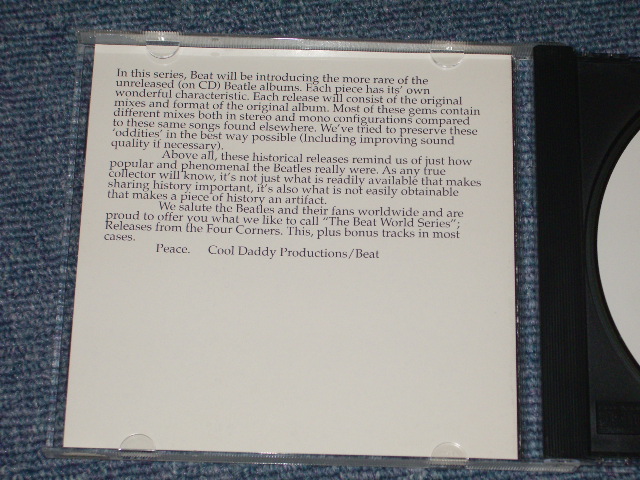 In this series, Beat will be introducing the more rare of the
unreleased (on CD) Beatle albums. Each piece has its' own
wonderful characteristic. Each release will consist of the original
mixes and format of the original album. Most of these gems contain
different mixes both in stereo and mono configurations compared
to these same songs found elsewhere. We've tried to preserve these
'oddities' in the best way possible (Including improving sound
quality if necessary).
Above all, these historical releases remind us of just how
popular and phenomenal the Beatles really were. As any true
collector will know, it's not just what is readily available that makes
sharing history important, it's also what is not easily obtainable
that makes a piece of history an artifact.
We salute the Beatles and their fans worldwide and are
proud to offer you what we like to call "The Beat World Series";
Releases from the Four Corners. This, plus bonus tracks in most
cases.
Peace. Cool Daddy Productions/Beat